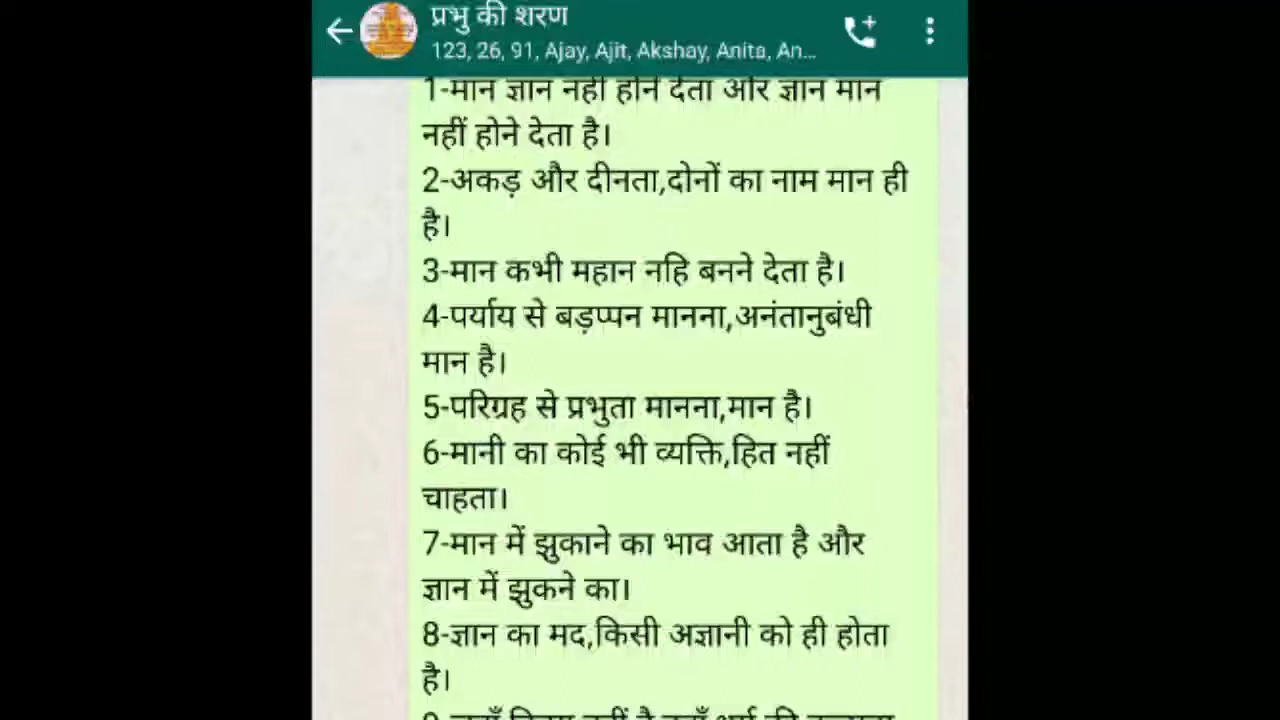 प्रभु की शरण
123, 26, 91, Ajay, Ajit, Akshay, Anita, An...
1-मान ज्ञान नहीं होने देता और ज्ञान मान
नहीं होने देता है।
2-अकड़ और दीनता,दोनों का नाम मान ही
है।
3-मान कभी महान नहि बनने देता है।
4-पर्याय से बड़प्पन मानना,अनंतानुबंधी
मान है।
5-परिग्रह से प्रभुता मानना,मान है।
6-मानी का कोई भी व्यक्ति,हित नहीं
चाहता।
7-मान में झुकाने का भाव आता है और
ज्ञान में झुकने का।
8-ज्ञान का मद,किसी अज्ञानी को ही होता
है।